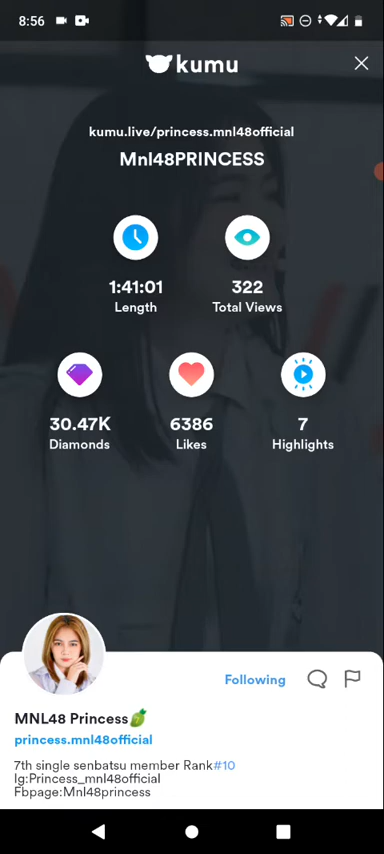 8:56
kumu
kumu.live/princess.mnl48official
Mnl48PRINCESS
1:41:01
Length
322
Total Views
30.47K
Diamonds
6386
Likes
7
Highlights
Following
MNL48 Princess
princess.mnl48official
7th single senbatsu member Rank#10
Ig:Princess_mnl48official
Fbpage:Mnl48princess